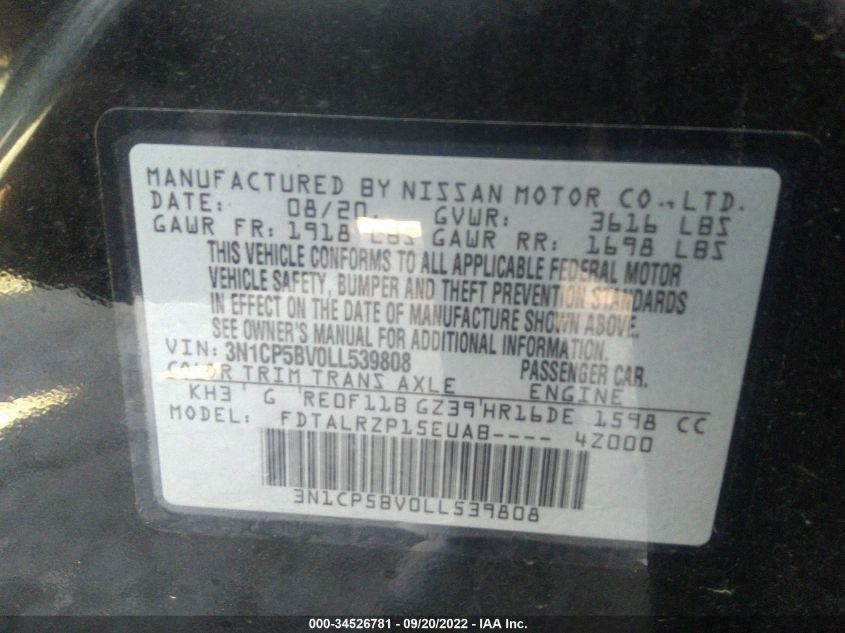 MANUFACTURED BY NISSAN MOTOR CO., LTD.
DATE: 08/20 GVWR: 3616 LBS
GAWR FR: 1918 LBS GAWR RR: 1698 LBS
THIS VEHICLE CONFORMS TO ALL APPLICABLE FEDERAL MOTOR
VEHICLE SAFETY, BUMPER AND THEFT PREVENTION STANDARDS
IN EFFECT ON THE DATE OF MANUFACTURE SHOWN ABOVE.
SEE OWNER'S MANUAL FOR ADDITIONAL INFORMATION.
VIN: 3N1CP5BV0LL539808 PASSENGER CAR.
COLOR TRIM TRANS AXLE ENGINE
KH3 G RE0F11B GZ39 HR16DE 1598 CC
MODEL: FDTALRZP15EUAB---- 4Z000
3N1CP5BV0LL539808
000-34526781 - 09/20/2022 - IAA Inc.